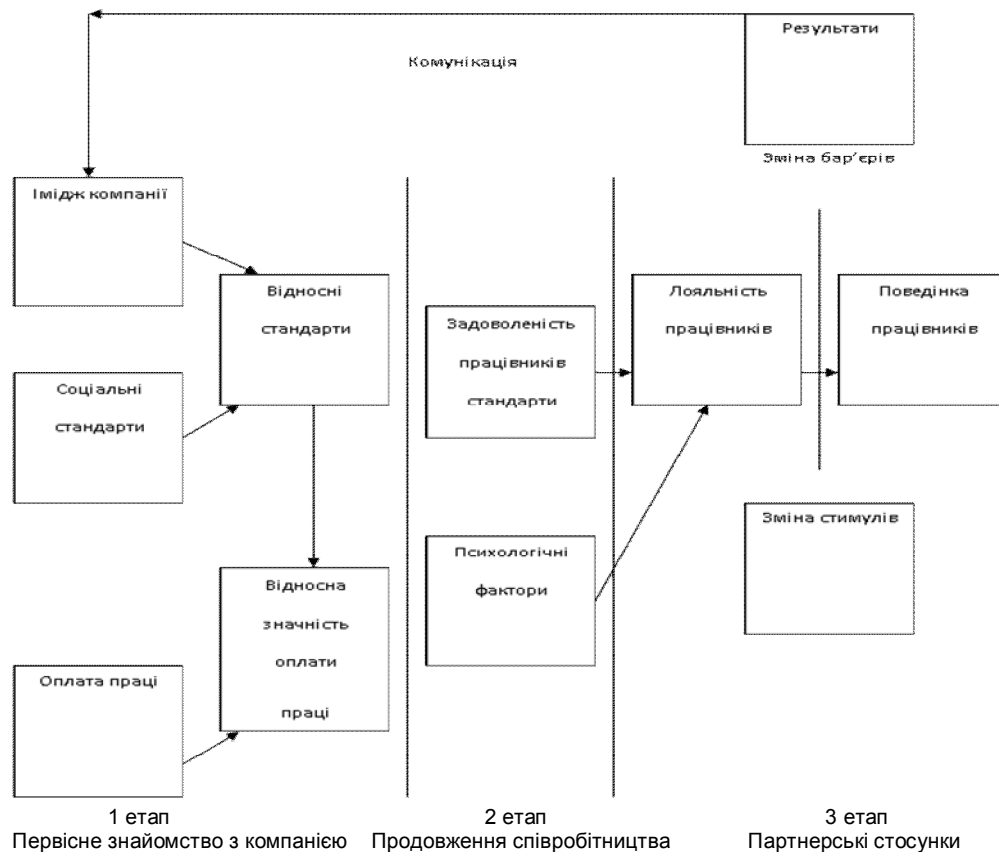 Результати
Комунікація
Зміна бар’єрів
Імідж компанії
Відносні
стандарти
Соціальні
стандарти
Задоволеність
працівників
стандарти
Лояльність
працівників
Поведінка
працівників
Психологічні
фактори
Зміна стимулів
Відносна
значність
оплати
праці
Оплата праці
1 етап
Первісне знайомство з компанією
2 етап
Продовження співробітництва
3 етап
Партнерські стосунки